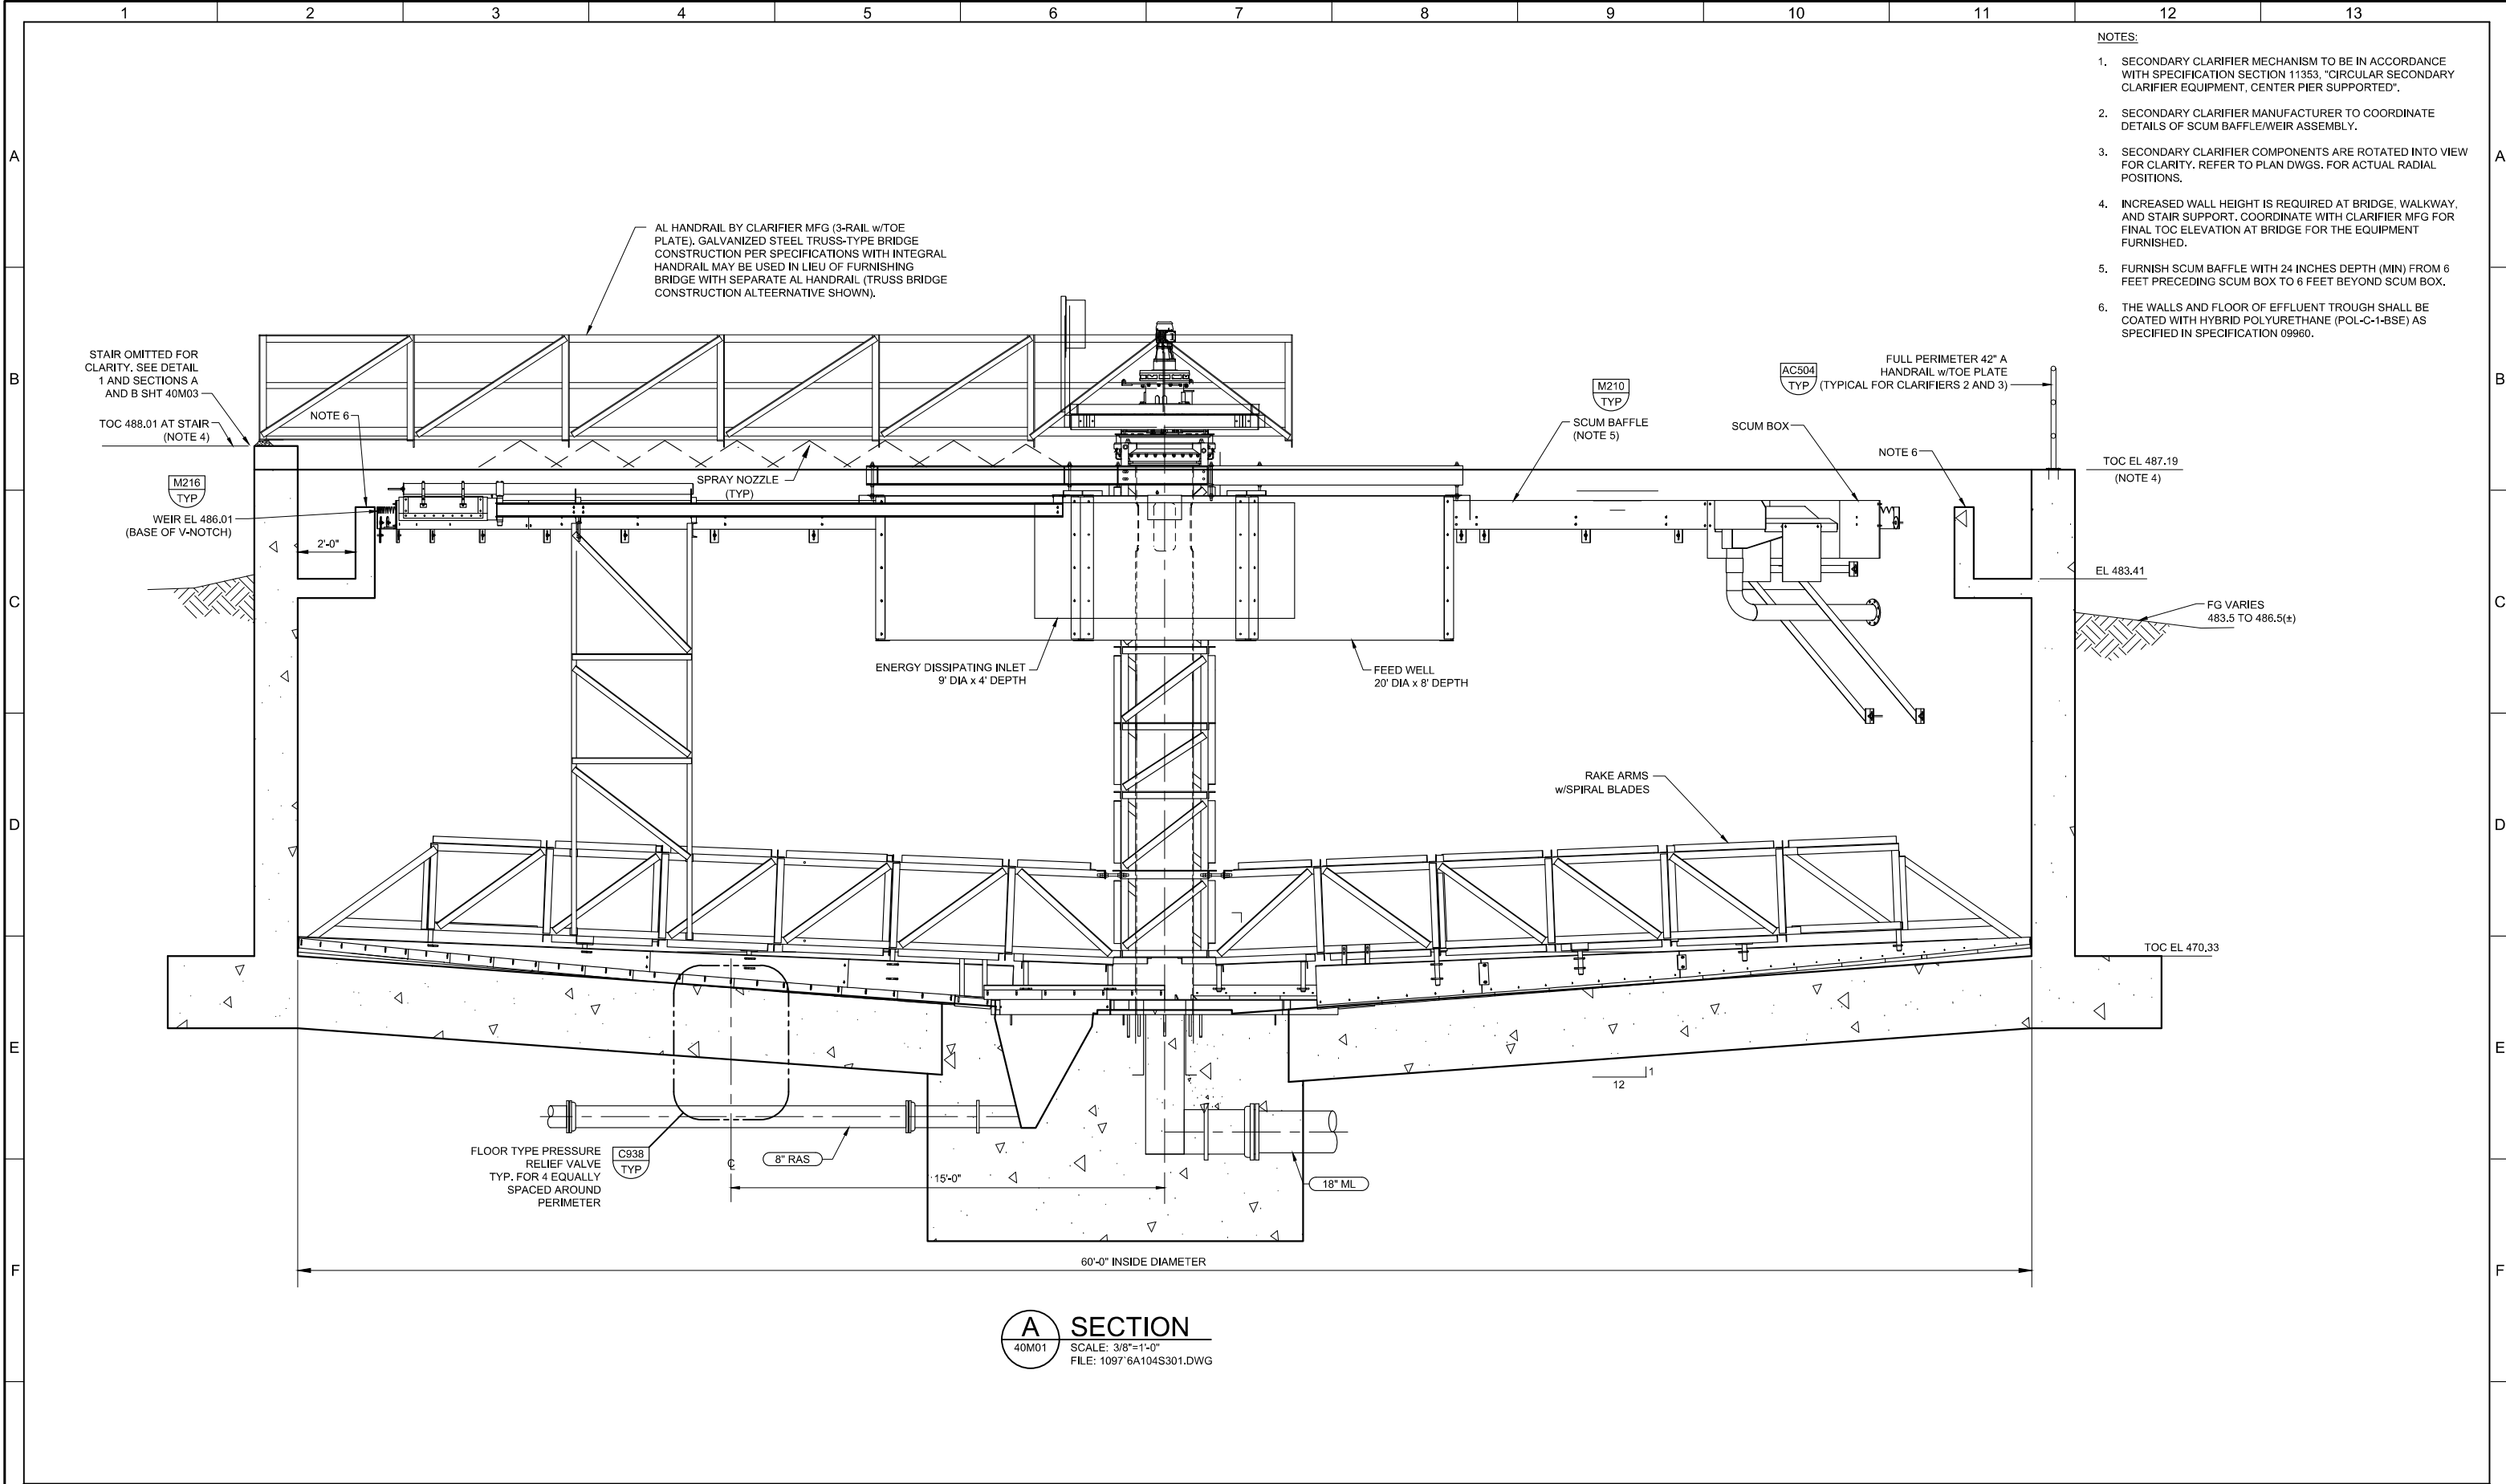 1 2 3 4 5 6 7 8 9 10 11 12 13
A
B
C
D
E
F
A
B
C
D
E
F
NOTES:
1. SECONDARY CLARIFIER MECHANISM TO BE IN ACCORDANCE
WITH SPECIFICATION SECTION 11353, "CIRCULAR SECONDARY
CLARIFIER EQUIPMENT, CENTER PIER SUPPORTED".
2. SECONDARY CLARIFIER MANUFACTURER TO COORDINATE
DETAILS OF SCUM BAFFLE/WEIR ASSEMBLY.
3. SECONDARY CLARIFIER COMPONENTS ARE ROTATED INTO VIEW
FOR CLARITY. REFER TO PLAN DWGS. FOR ACTUAL RADIAL
POSITIONS.
4. INCREASED WALL HEIGHT IS REQUIRED AT BRIDGE, WALKWAY,
AND STAIR SUPPORT. COORDINATE WITH CLARIFIER MFG FOR
FINAL TOC ELEVATION AT BRIDGE FOR THE EQUIPMENT
FURNISHED.
5. FURNISH SCUM BAFFLE WITH 24 INCHES DEPTH (MIN) FROM 6
FEET PRECEDING SCUM BOX TO 6 FEET BEYOND SCUM BOX.
6. THE WALLS AND FLOOR OF EFFLUENT TROUGH SHALL BE
COATED WITH HYBRID POLYURETHANE (POL-C-1-BSE) AS
SPECIFIED IN SPECIFICATION 09960.
AL HANDRAIL BY CLARIFIER MFG (3-RAIL w/TOE
PLATE). GALVANIZED STEEL TRUSS-TYPE BRIDGE
CONSTRUCTION PER SPECIFICATIONS WITH INTEGRAL
HANDRAIL MAY BE USED IN LIEU OF FURNISHING
BRIDGE WITH SEPARATE AL HANDRAIL (TRUSS BRIDGE
CONSTRUCTION ALTEERNATIVE SHOWN).
STAIR OMITTED FOR
CLARITY. SEE DETAIL
1 AND SECTIONS A
AND B SHT 40M03
TOC 488.01 AT STAIR
(NOTE 4)
NOTE 6
M216
TYP
WEIR EL 486.01
(BASE OF V-NOTCH)
2'-0"
SPRAY NOZZLE
(TYP)
M210
TYP
SCUM BAFFLE
(NOTE 5)
AC504
TYP
FULL PERIMETER 42" A
HANDRAIL w/TOE PLATE
(TYPICAL FOR CLARIFIERS 2 AND 3)
SCUM BOX
NOTE 6
TOC EL 487.19
(NOTE 4)
EL 483.41
FG VARIES
483.5 TO 486.5(±)
ENERGY DISSIPATING INLET
9' DIA x 4' DEPTH
FEED WELL
20' DIA x 8' DEPTH
RAKE ARMS
w/SPIRAL BLADES
TOC EL 470.33
1
12
FLOOR TYPE PRESSURE
RELIEF VALVE
TYP. FOR 4 EQUALLY
SPACED AROUND
PERIMETER
C938
TYP
8" RAS
15'-0"
18" ML
60'-0" INSIDE DIAMETER
A
40M01
SECTION
SCALE: 3/8"=1'-0"
FILE: 1097`6A104S301.DWG